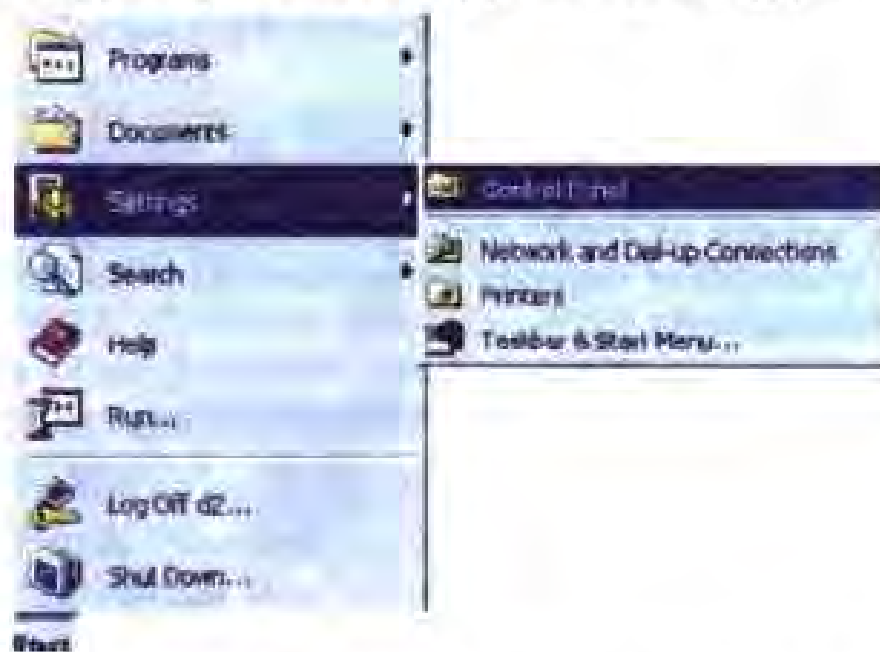 Programs
Documents
Settings
Search
Help
Run...
Log Off d2...
Shut Down...
Control Panel
Network and Dial-up Connections
Printers
Taskbar & Start Menu...
Start